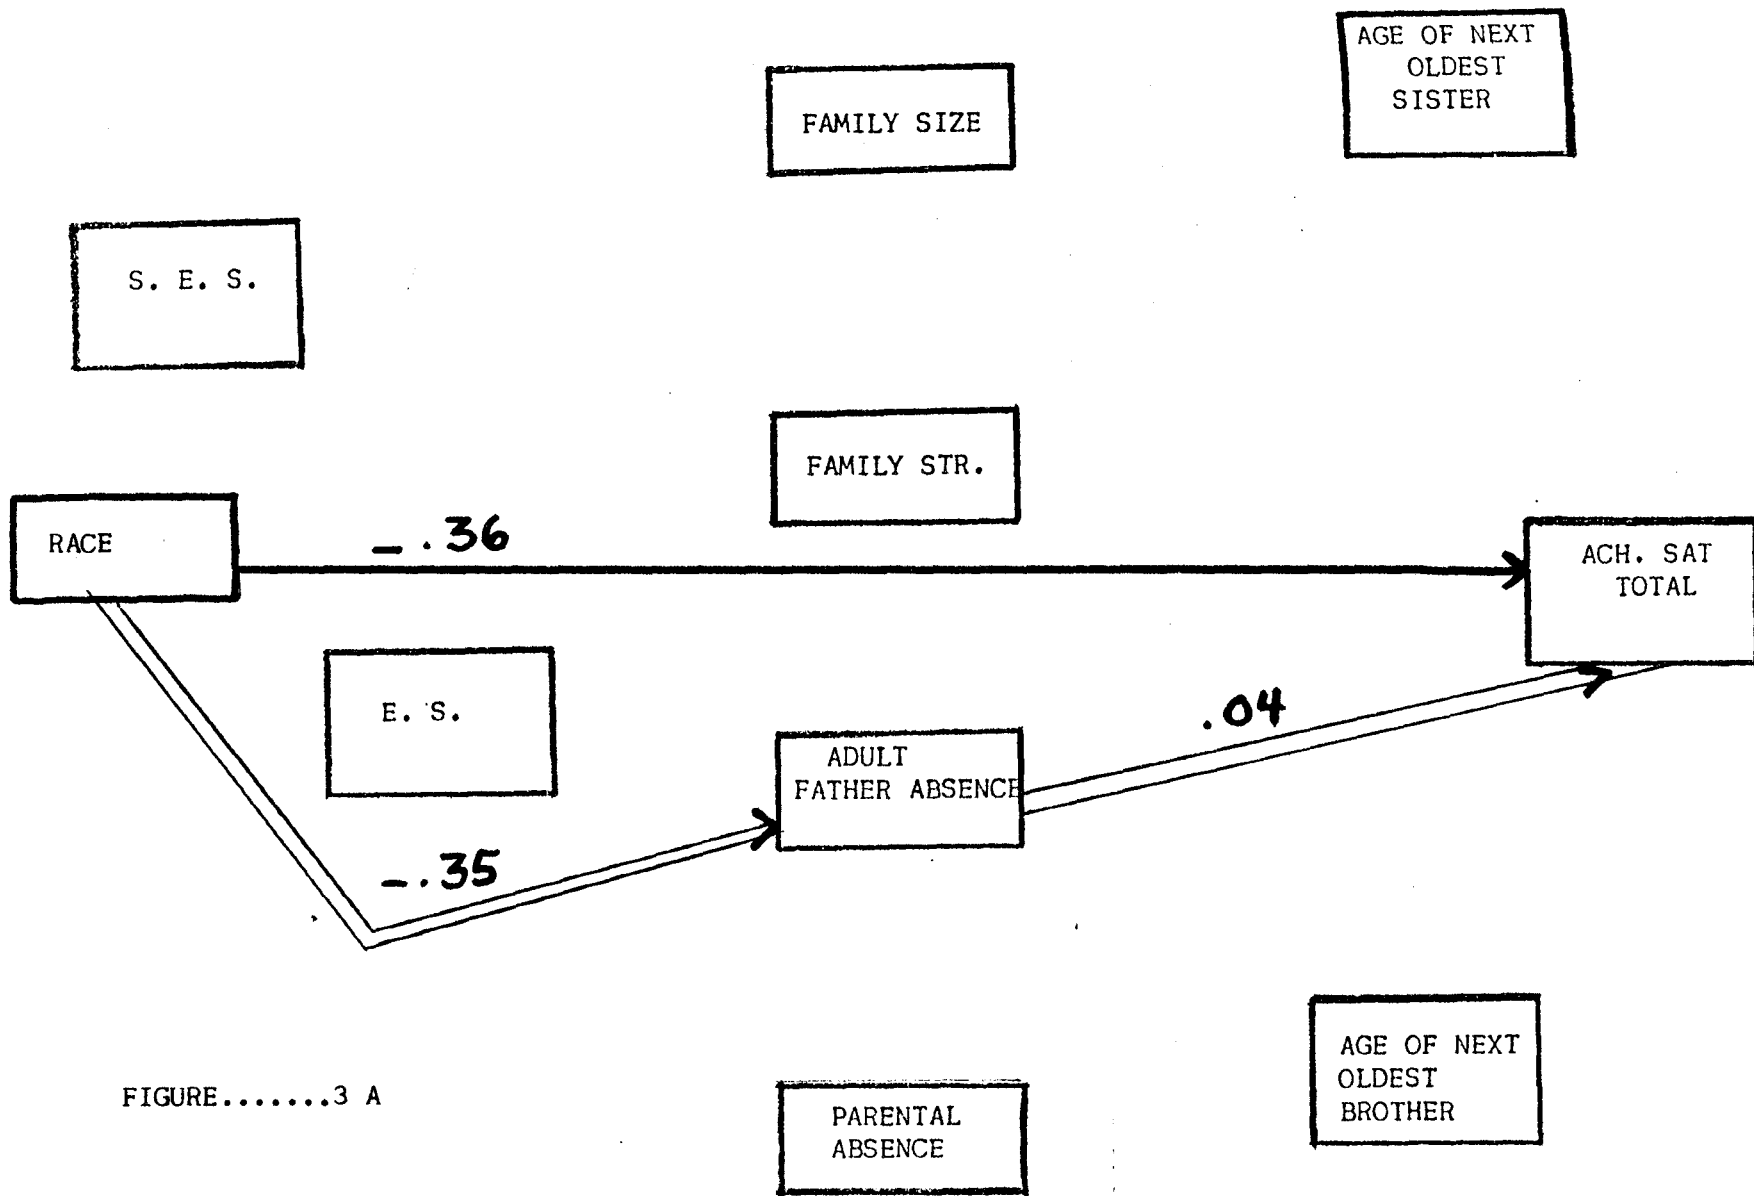 AGE OF NEXT
OLDEST
SISTER
FAMILY SIZE
S. E. S.
FAMILY STR.
RACE
- .36
ACH. SAT
TOTAL
E. S.
.04
ADULT
FATHER ABSENCE
-.35
AGE OF NEXT
OLDEST
BROTHER
FIGURE.......3 A
PARENTAL
ABSENCE